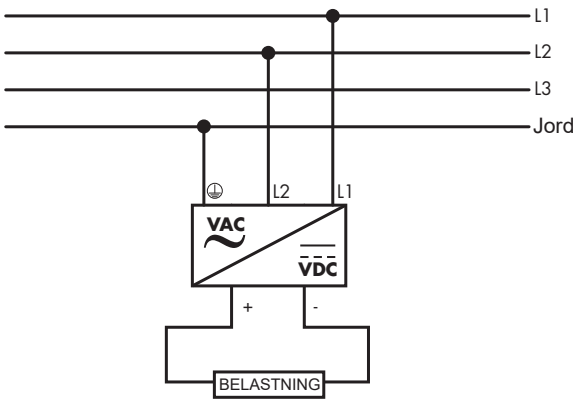 L1
L2
L3
Jord
L2
L1
VAC
VDC
+
-
BELASTNING